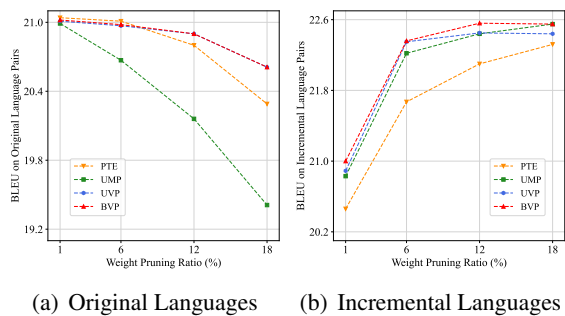 BLEU on Original Language Pairs
21.0
20.4
19.8
19.2
PTE
UMP
UVP
BVP
1 6 12 18
Weight Pruning Ratio (%)
(a) Original Languages
BLEU on Incremental Language Pairs
22.6
21.8
21.0
20.2
PTE
UMP
UVP
BVP
1 6 12 18
Weight Pruning Ratio (%)
(b) Incremental Languages